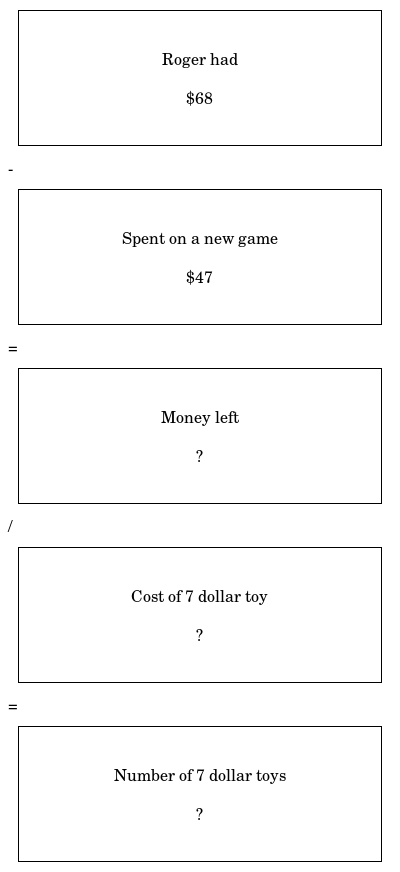 Roger had
$68
-
Spent on a new game
$47
=
Money left
?
/
Cost of 7 dollar toy
?
=
Number of 7 dollar toys
?